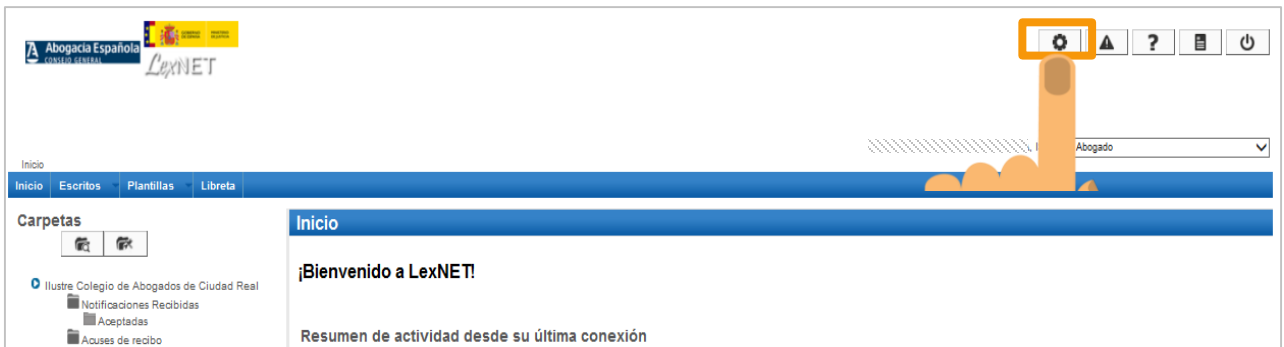 Abogacía Española
CONSEJO GENERAL
LexNET
?
Abogado
Inicio
Inicio Escritos Plantillas Libreta
Carpetas
Inicio
¡Bienvenido a LexNET!
Ilustre Colegio de Abogados de Ciudad Real
Notificaciones Recibidas
Aceptadas
Acuses de recibo
Resumen de actividad desde su última conexión